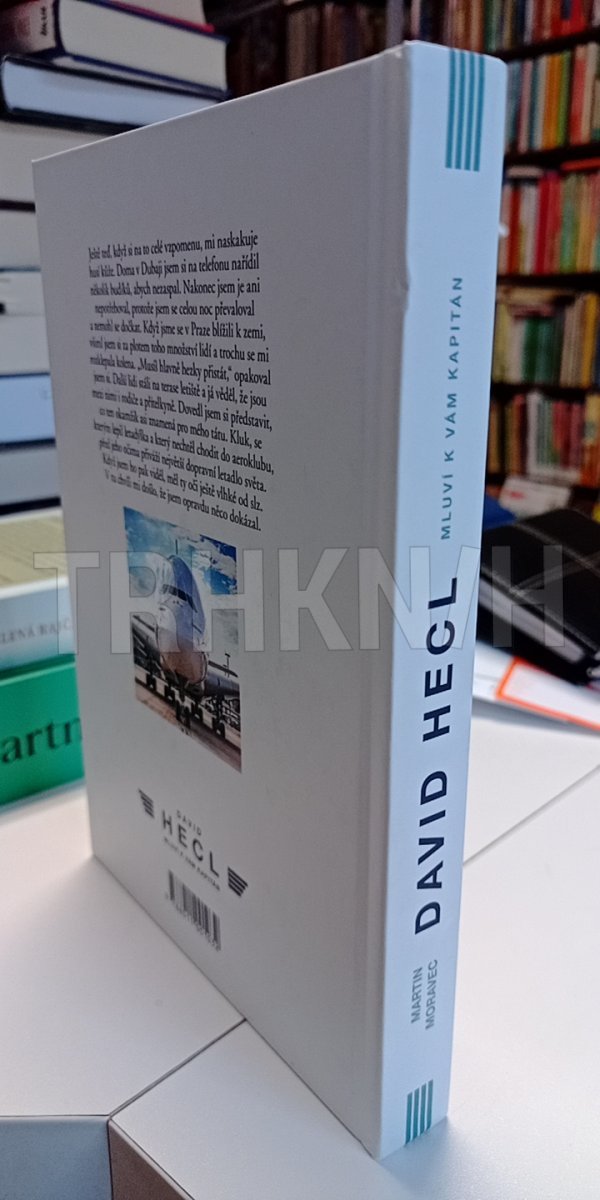 Ještě teď, když si na to celé vzpomenu, mi naskakuje
husí kůže. Doma v Dubaji jsem si na telefonu nařídil
několik budíků, abych nezaspal. Nakonec jsem je ani
nepotřeboval, protože jsem se celou noc převaloval
a nemohl se dočkat. Když jsme se v Praze blížili k zemi,
všiml jsem si za plotem toho množství lidí a trochu se mi
rozklepala kolena. „Musíš hlavně hezky přistát,“ opakoval
jsem si. Další lidi stáli na terase letiště a já věděl, že jsou
mezi nimi i rodiče a přítelkyně. Dovedl jsem si představit,
co ten okamžik asi znamená pro mého tátu. Kluk, se
kterým lepil letadýlka a který nechtěl chodit do aeroklubu,
před jeho očima přiváží největší dopravní letadlo světa.
Když jsem ho pak viděl, měl ty oči ještě vlhké od slz.
V tu chvíli mi došlo, že jsem opravdu něco dokázal.
DAVID
HECL
MLUVÍ K VÁM KAPITÁN
MARTIN
MORAVEC
DAVID HECL
MLUVÍ K VÁM KAPITÁN
artn
TRHKNIH